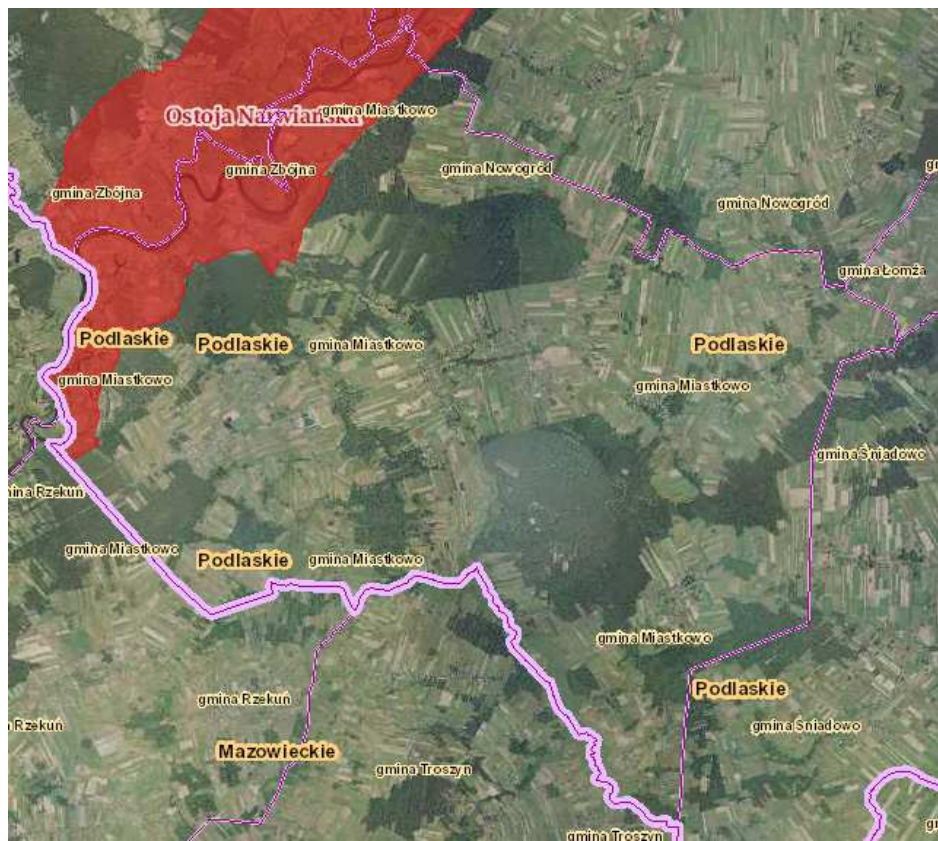 gmina Miastkowo
Ostoja Narwiańska
gmina Zbójna
gmina Nowogród
gmina Zbójna
gmina Nowogród
gmina Łomża
Podlaskie
Podlaskie
gmina Miastkowo
Podlaskie
gmina Miastkowo
gmina Miastkowo
gmina Śniadowo
mina Rzekuń
gmina Miastkowo
Podlaskie
gmina Miastkowo
gmina Miastkowo
Podlaskie
gmina Rzekuń
a Rzekuń
gmina Śniadowo
Mazowieckie
gmina Troszyn
gmina Troszyn